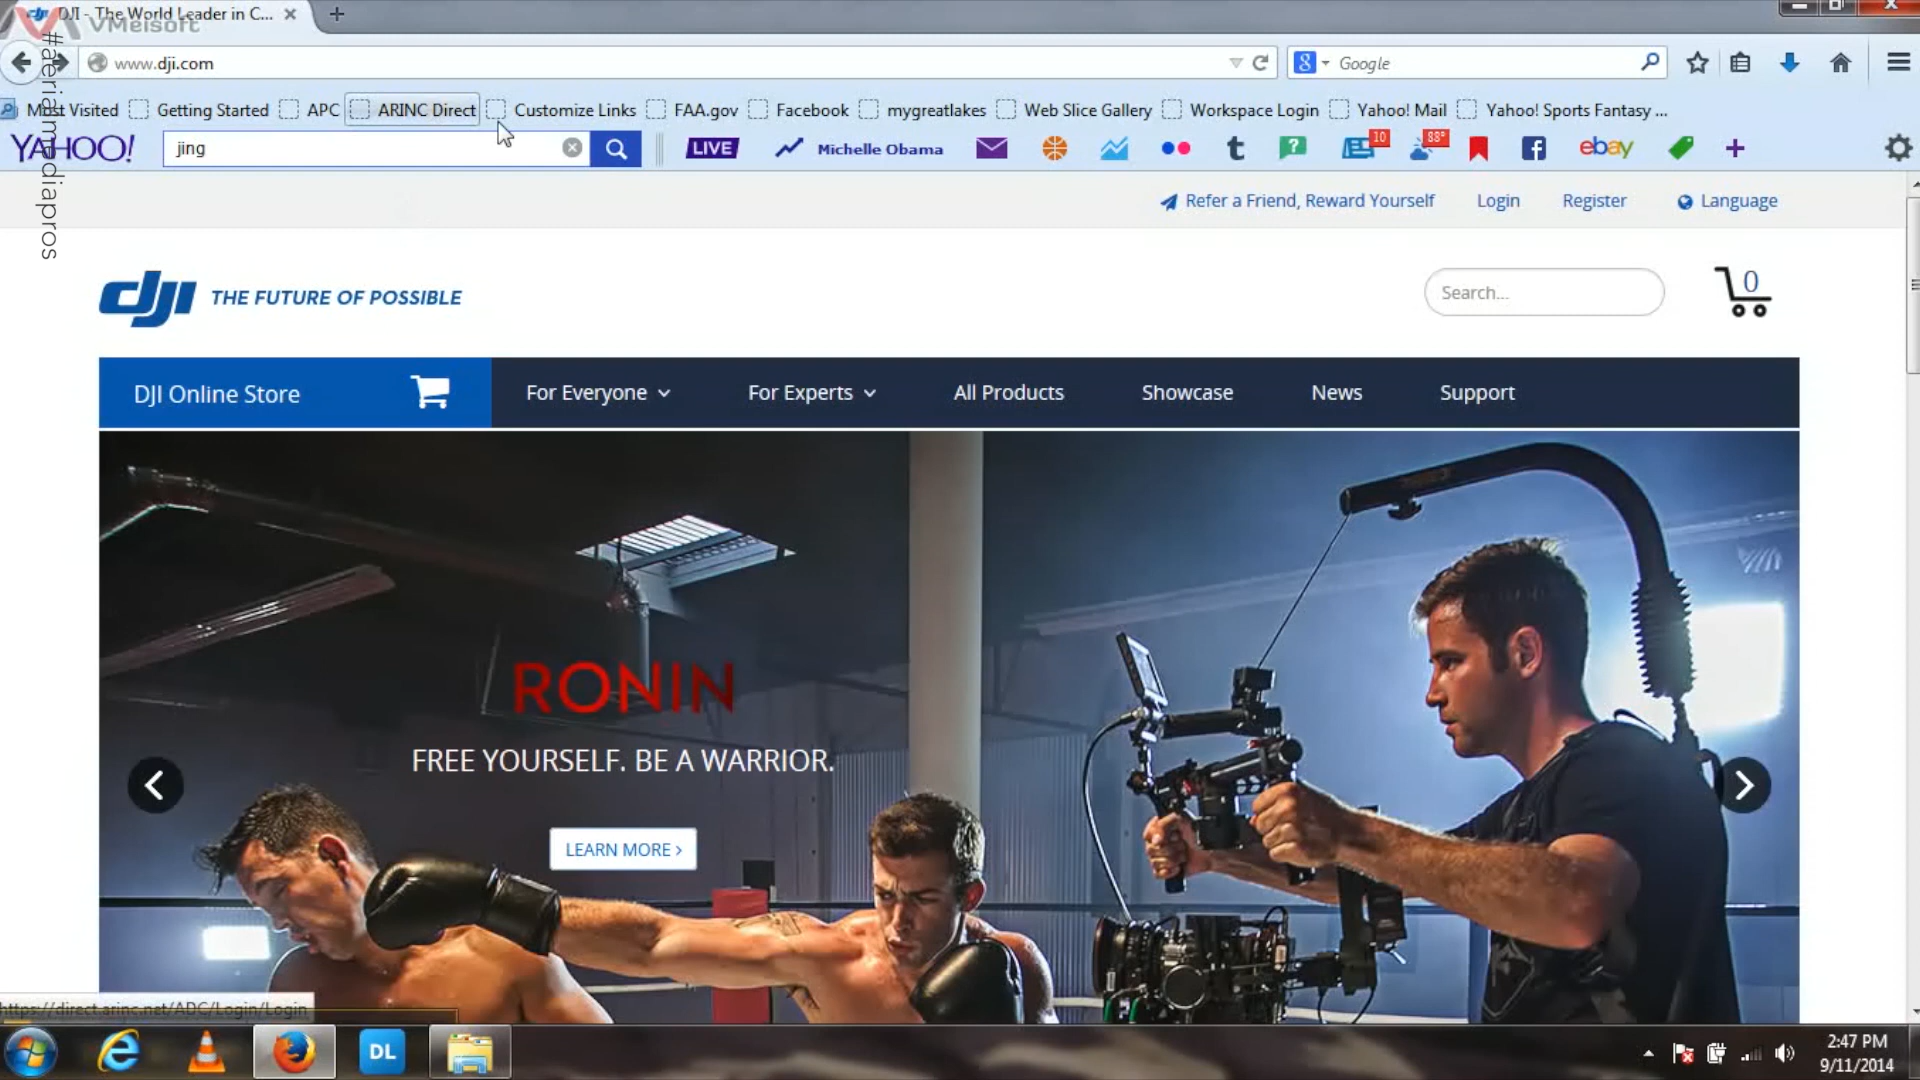 DJI - The World Leader in C...
VMeisoft
#aerialmediapros
www.dji.com
Google
Most Visited
Getting Started
APC
ARINC Direct
Customize Links
FAA.gov
Facebook
mygreatlakes
Web Slice Gallery
Workspace Login
Yahoo! Mail
Yahoo! Sports Fantasy ...
YAHOO!
jing
LIVE
Michelle Obama
t
?
10
88°
ebay
Refer a Friend, Reward Yourself
Login
Register
Language
dji THE FUTURE OF POSSIBLE
Search...
0
DJI Online Store
For Everyone
For Experts
All Products
Showcase
News
Support
RONIN
FREE YOURSELF. BE A WARRIOR.
LEARN MORE ›
https://direct.arinc.net/ADC/Login/Login
DL
2:47 PM
9/11/2014